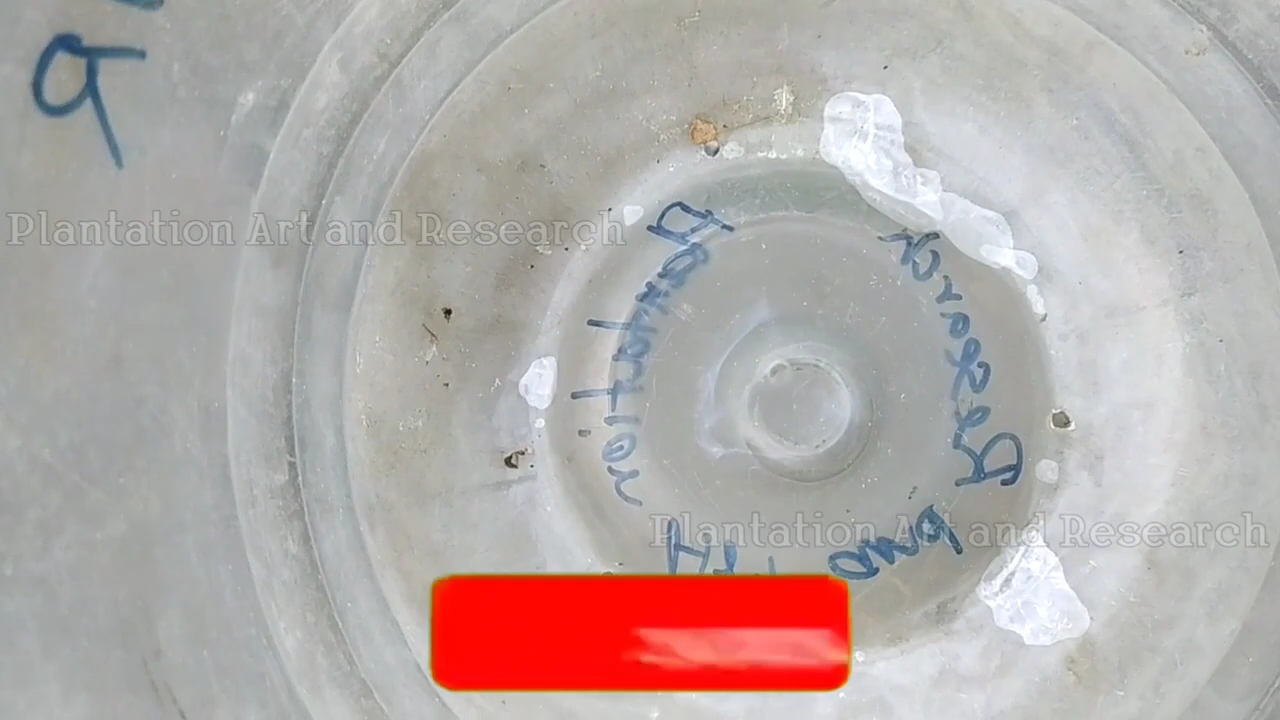 Plantation Art and Research
Plantation Art and Research
Plantation
and
Research